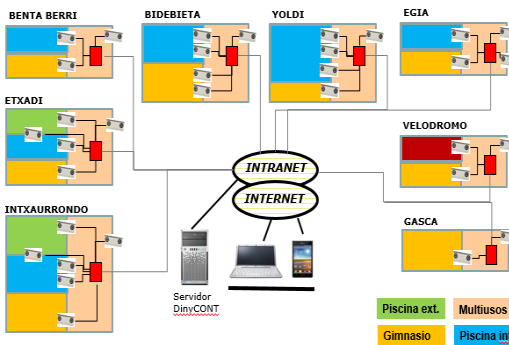 BENTA BERRI
BIDEBIETA
YOLDI
EGIA
ETXADI
VELODROMO
INTRANET
INTERNET
INTXAURRONDO
GASCA
Servidor
DinyCONT
Piscina ext.
Multiusos
Gimnasio
Piscina in